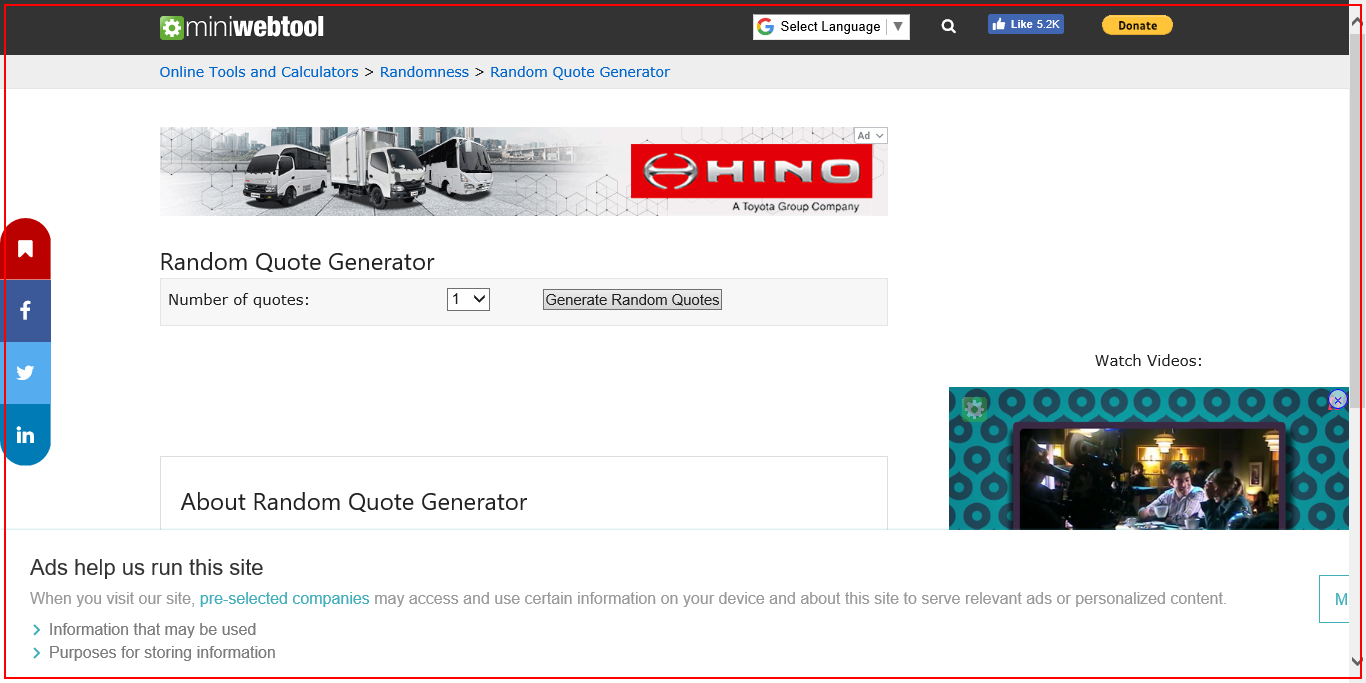 miniwebtool
Select Language ▼
Like 5.2K
Donate
Online Tools and Calculators > Randomness > Random Quote Generator
Ad
HINO
A Toyota Group Company
Random Quote Generator
Number of quotes:
1
Generate Random Quotes
Watch Videos:
About Random Quote Generator
Ads help us run this site
When you visit our site, pre-selected companies may access and use certain information on your device and about this site to serve relevant ads or personalized content.
M
Information that may be used
Purposes for storing information